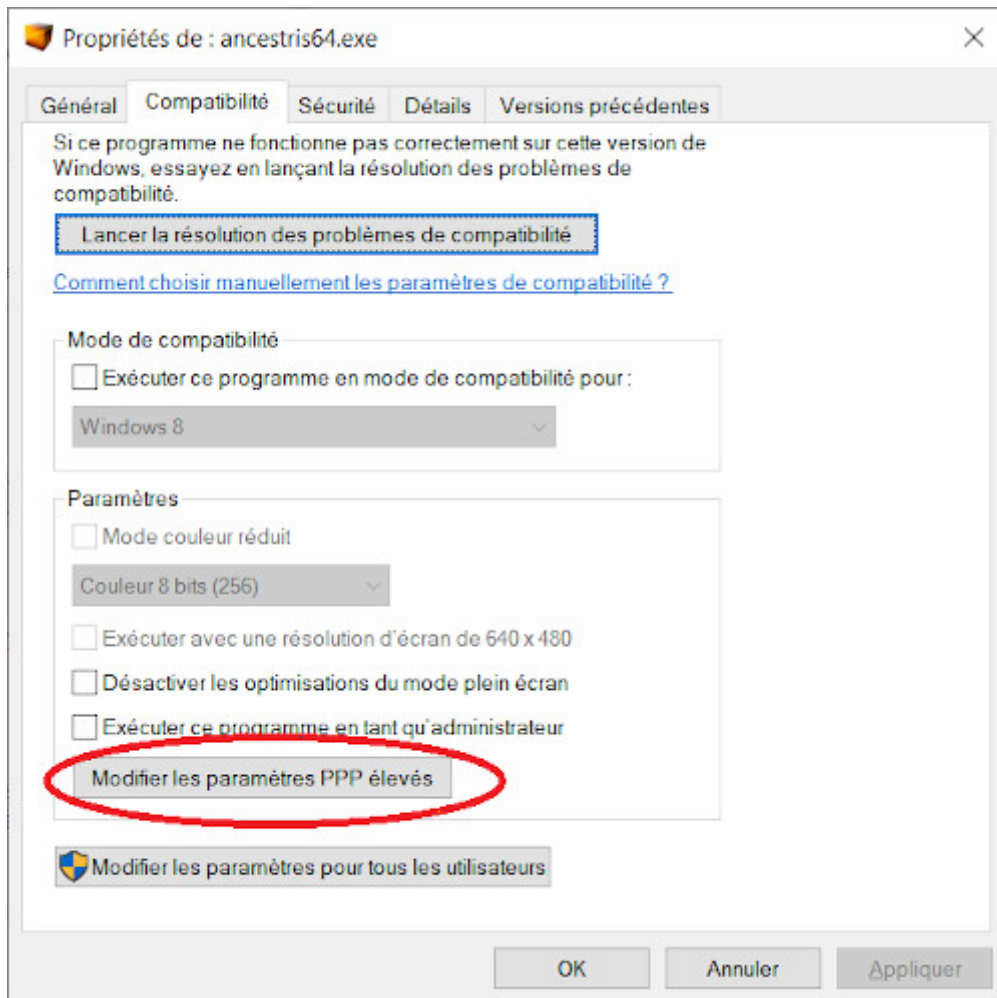 Propriétés de : ancestris64.exe
Général Compatibilité Sécurité Détails Versions précédentes
Si ce programme ne fonctionne pas correctement sur cette version de
Windows, essayez en lançant la résolution des problèmes de
compatibilité.
Lancer la résolution des problèmes de compatibilité
Comment choisir manuellement les paramètres de compatibilité ?
Mode de compatibilité
Exécuter ce programme en mode de compatibilité pour :
Windows 8
Paramètres
Mode couleur réduit
Couleur 8 bits (256)
Exécuter avec une résolution d'écran de 640 x 480
Désactiver les optimisations du mode plein écran
Exécuter ce programme en tant qu'administrateur
Modifier les paramètres PPP élevés
Modifier les paramètres pour tous les utilisateurs
OK Annuler Appliquer